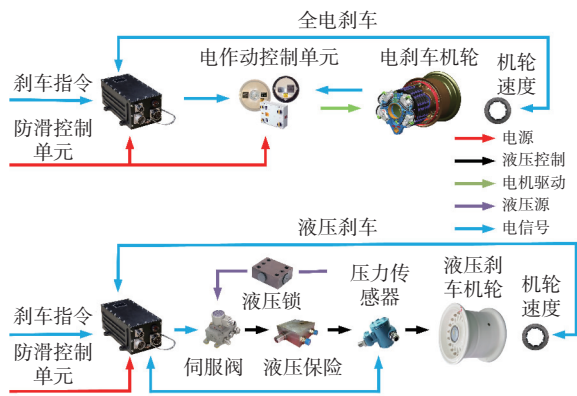 全电刹车
电作动控制单元
电刹车机轮
机轮
速度
刹车指令
防滑控制
单元
电源
液压控制
电机驱动
液压源
电信号
液压刹车
压力传
感器
液压刹
车机轮
机轮
速度
液压锁
刹车指令
防滑控制
单元
伺服阀
液压保险